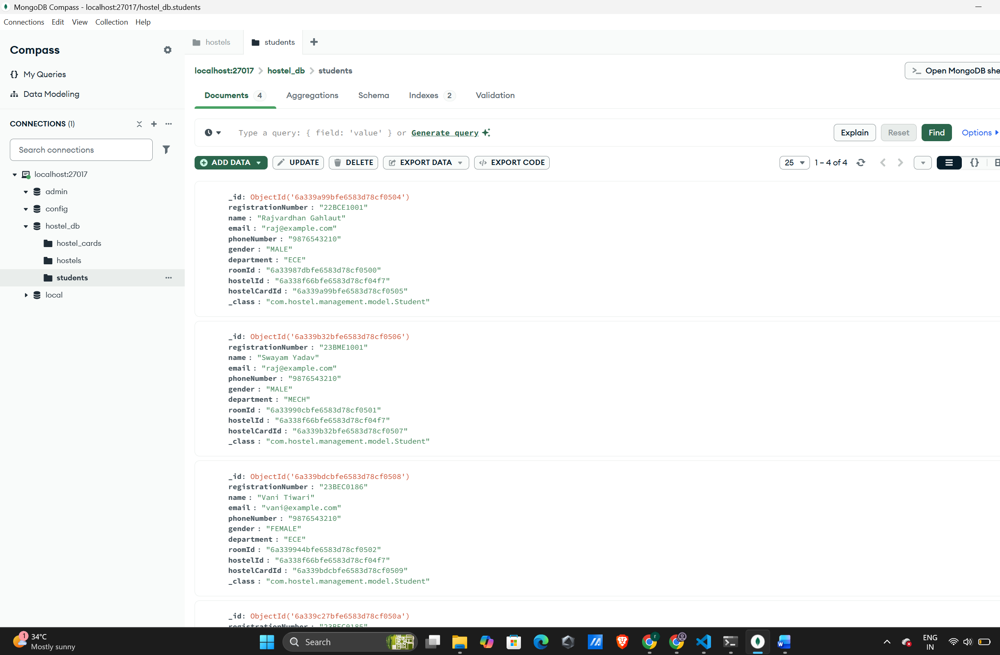 MongoDB Compass - localhost:27017/hostel_db.students
Connections Edit View Collection Help
Compass
My Queries
Data Modeling
CONNECTIONS (1)
Search connections
localhost:27017
admin
config
hostel_db
hostel_cards
hostels
students
local
hostels students
localhost:27017 > hostel_db > students
>_ Open MongoDB she
Documents 4 Aggregations Schema Indexes 2 Validation
Type a query: { field: 'value' } or Generate query
Explain Reset Find Options
ADD DATA UPDATE DELETE EXPORT DATA EXPORT CODE
25 1 – 4 of 4
_id: ObjectId('6a339a99bfe6583d78cf0504')
registrationNumber : "22BCE1001"
name : "Rajvardhan Gahlaut"
email : "raj@example.com"
phoneNumber : "9876543210"
gender : "MALE"
department : "ECE"
roomId : "6a33987dbfe6583d78cf0500"
hostelId : "6a338f66bfe6583d78cf04f7"
hostelCardId : "6a339a99bfe6583d78cf0505"
_class : "com.hostel.management.model.Student"
_id: ObjectId('6a339b32bfe6583d78cf0506')
registrationNumber : "23BME1001"
name : "Swayam Yadav"
email : "raj@example.com"
phoneNumber : "9876543210"
gender : "MALE"
department : "MECH"
roomId : "6a33990cbfe6583d78cf0501"
hostelId : "6a338f66bfe6583d78cf04f7"
hostelCardId : "6a339b32bfe6583d78cf0507"
_class : "com.hostel.management.model.Student"
_id: ObjectId('6a339bdcbfe6583d78cf0508')
registrationNumber : "23BEC0186"
name : "Vani Tiwari"
email : "vani@example.com"
phoneNumber : "9876543210"
gender : "FEMALE"
department : "ECE"
roomId : "6a339944bfe6583d78cf0502"
hostelId : "6a338f66bfe6583d78cf04f7"
hostelCardId : "6a339bdcbfe6583d78cf0509"
_class : "com.hostel.management.model.Student"
_id: ObjectId('6a339c27bfe6583d78cf050a')
registrationNumber : "23BEC0185"
1
34°C
Mostly sunny
Search
ENG
IN